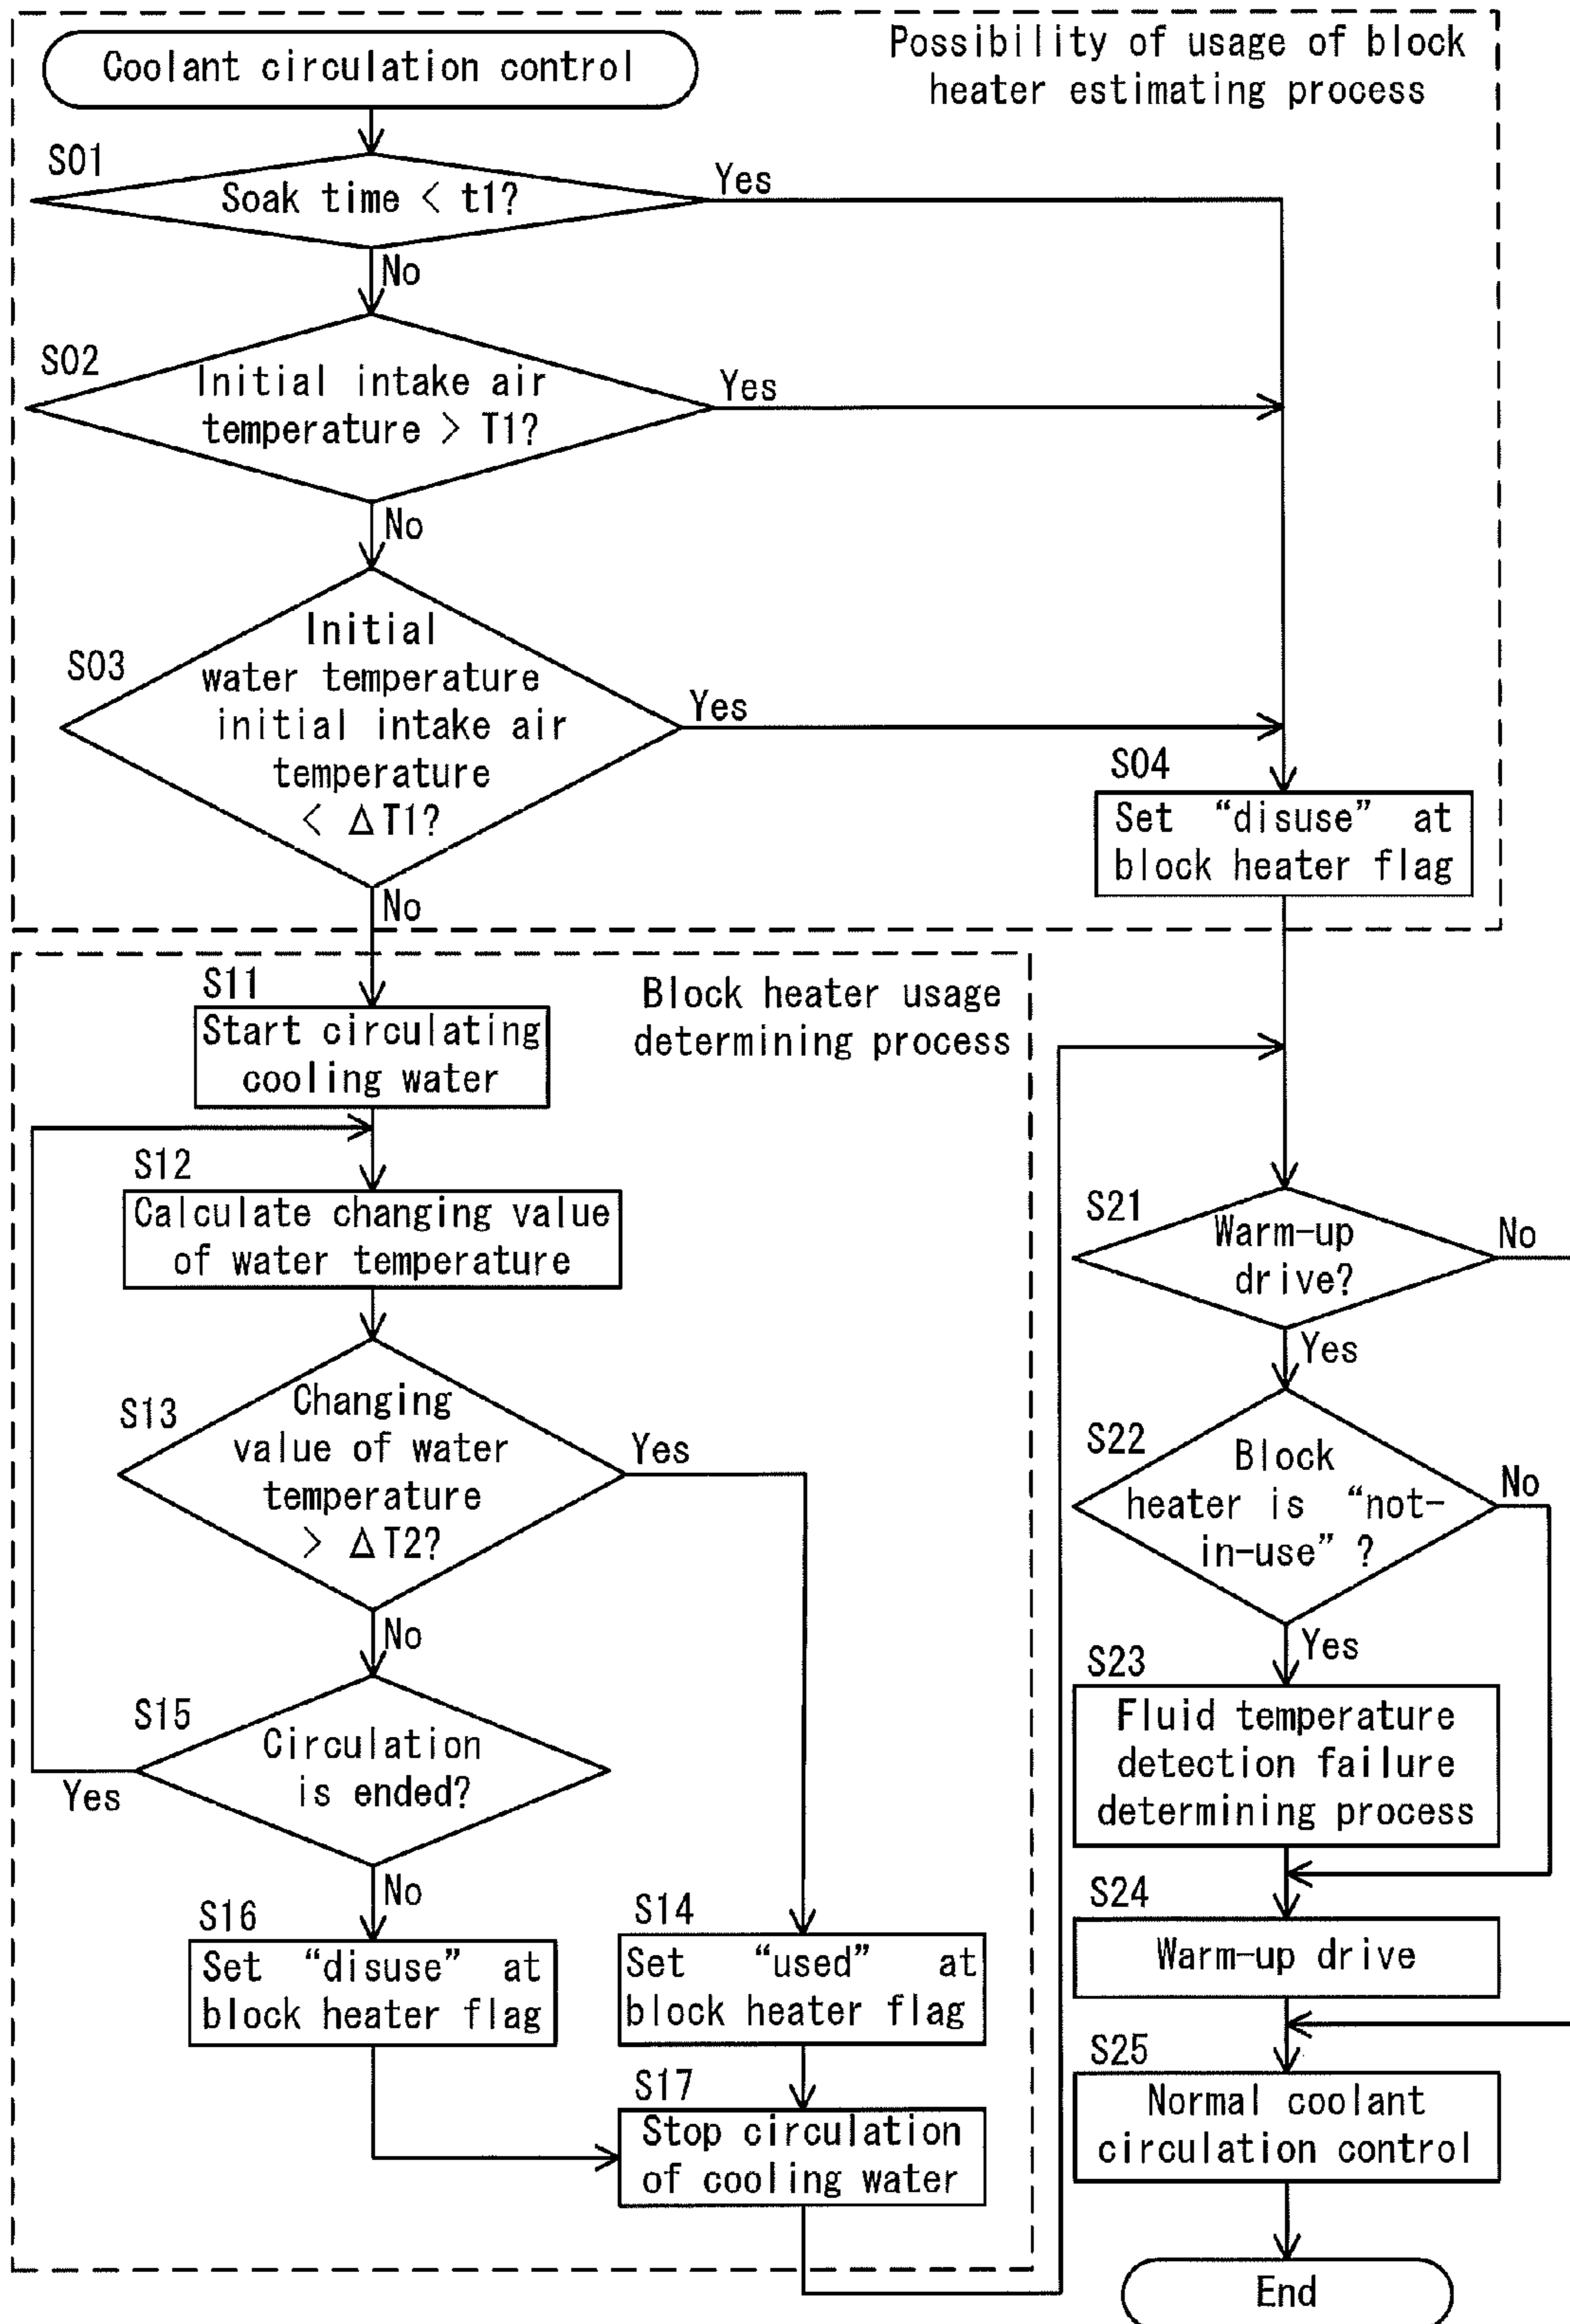 Possibility of usage of block
heater estimating process
Coolant circulation control
S01
Soak time < t1?
Yes
No
S02
Initial intake air
temperature > T1?
Yes
No
S03
Initial
water temperature
initial intake air
temperature
< ΔT1?
Yes
No
S04
Set “disuse” at
block heater flag
Block heater usage
determining process
S11
Start circulating
cooling water
S12
Calculate changing value
of water temperature
S13
Changing
value of water
temperature
> ΔT2?
Yes
No
S15
Circulation
is ended?
Yes
No
S16
Set “disuse” at
block heater flag
S14
Set “used” at
block heater flag
S17
Stop circulation
of cooling water
S21
Warm-up
drive?
No
Yes
S22
Block
heater is “not-
in-use” ?
No
Yes
S23
Fluid temperature
detection failure
determining process
S24
Warm-up drive
S25
Normal coolant
circulation control
End